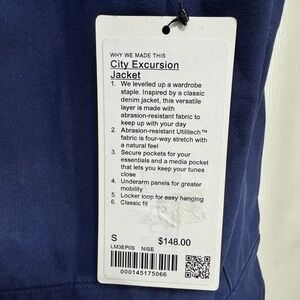 WHY WE MADE THIS
City Excursion
Jacket
1. We levelled up a wardrobe
staple. Inspired by a classic
denim jacket, this versatile
layer is made with
abrasion-resistant fabric to
keep up with your day
2. Abrasion-resistant Utilitech™
fabric is four-way stretch with
a natural feel
3. Secure pockets for your
essentials and a media pocket
that lets you keep your tunes
close
4. Underarm panels for greater
mobility
5. Locker loop for easy hanging
6. Classic fit
S $148.00
LM3EP0S NISE
000145175066